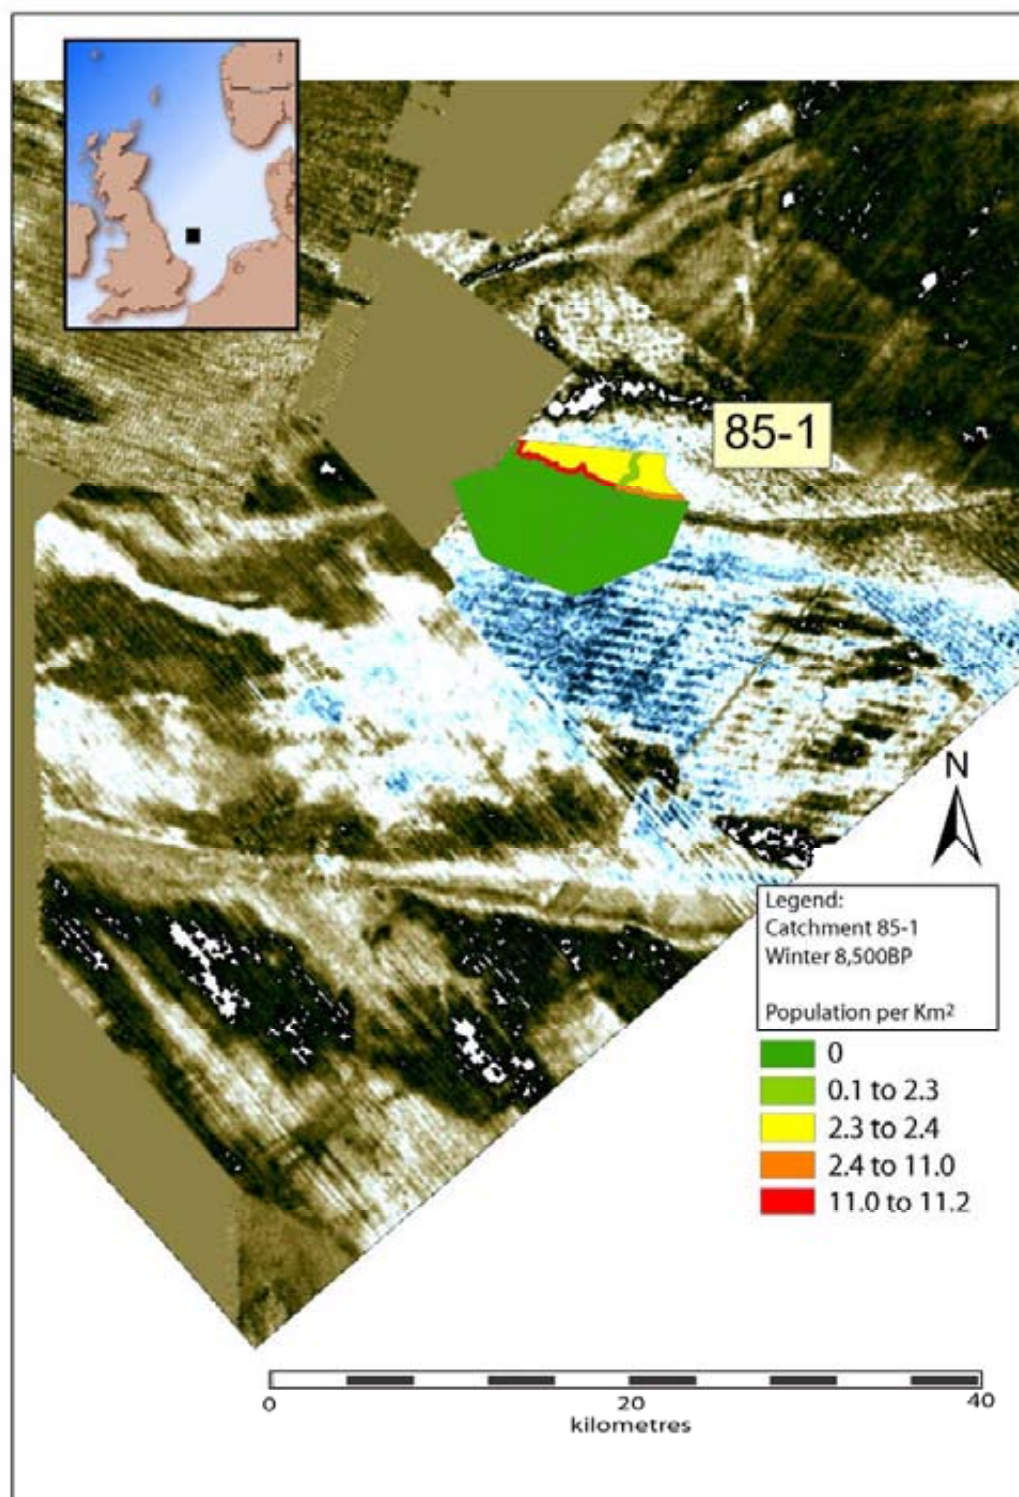 85-1
N
Legend:
Catchment 85-1
Winter 8,500BP
Population per Km²
0
0.1 to 2.3
2.3 to 2.4
2.4 to 11.0
11.0 to 11.2
0 20 40
kilometres